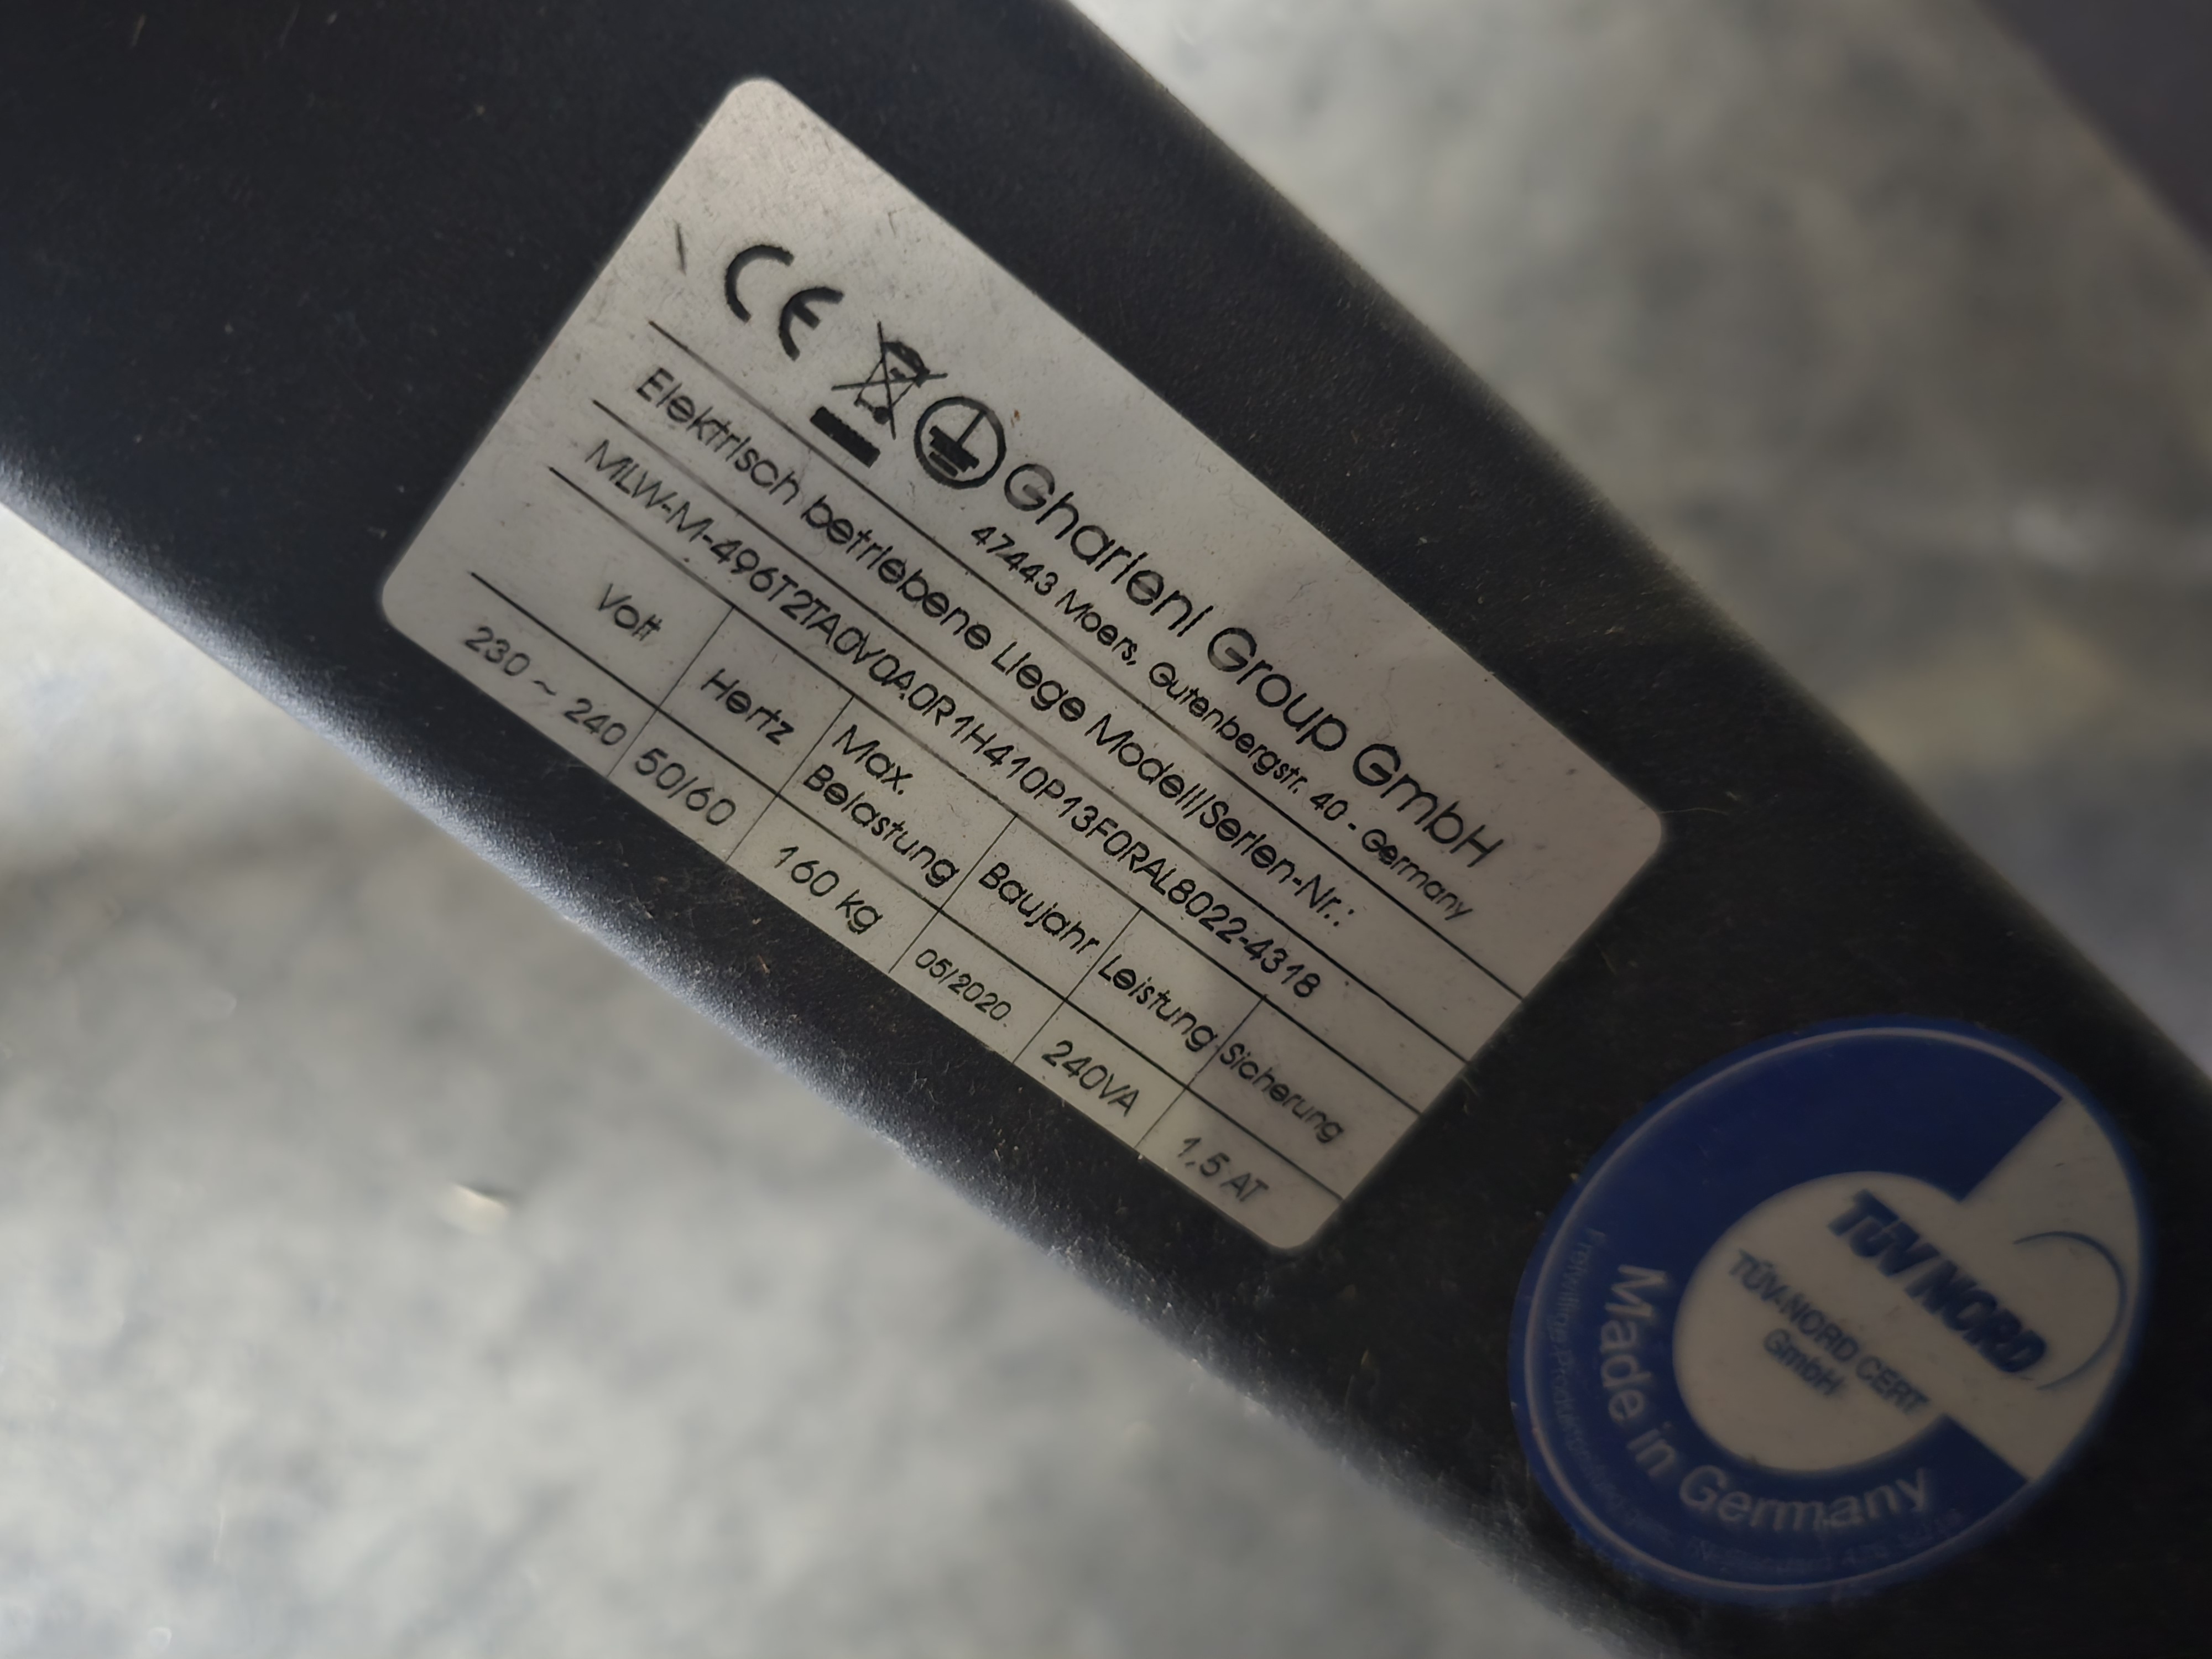 CE
Gharieni Group GmbH
47443 Moers, Gutenbergstr. 40 - Germany
Elektrisch betriebene Liege Modell/Serien-Nr.:
MLW-M-496T2TA0V0A0R1H410P13F0RAL8022-4318
Volt Hertz Max. Belastung Baujahr Leistung Sicherung
230 ~ 240 50/60 160 kg 05/2020 240VA 1,5 AT
TÜV NORD
TÜV NORD CERT
GmbH
Made in Germany